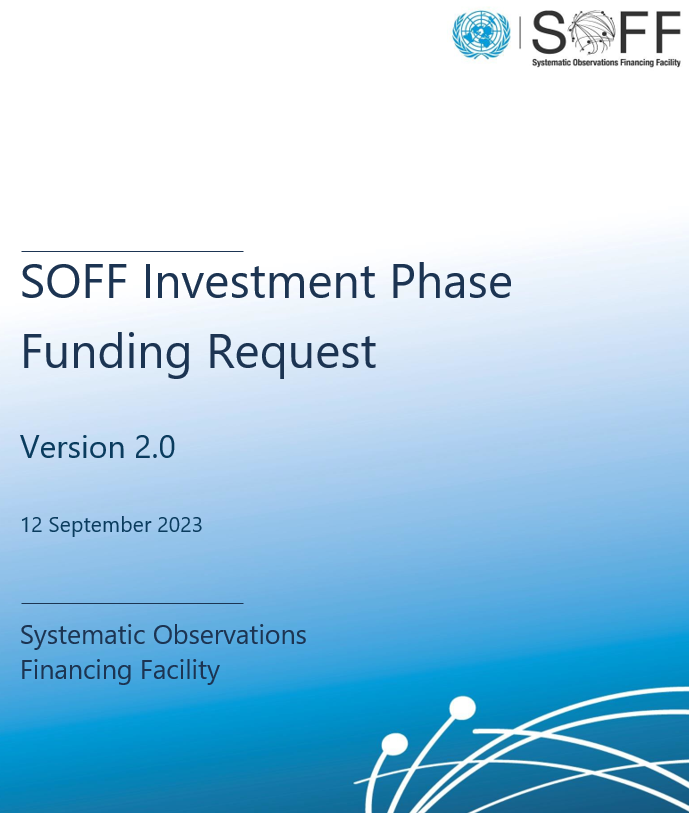 SOFF
Systematic Observations Financing Facility
SOFF Investment Phase
Funding Request
Version 2.0
12 September 2023
Systematic Observations
Financing Facility